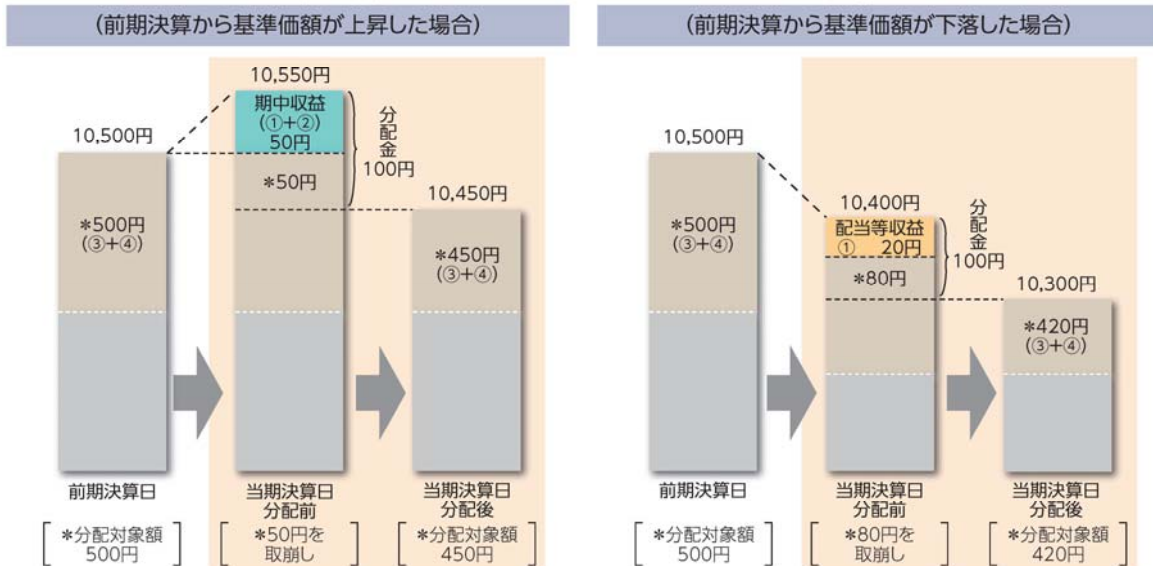 (前期決算から基準価額が上昇した場合)
10,500円
*500円
(③+④)
前期決算日
*分配対象額
500円
10,550円
期中収益
(①+②)
50円
*50円
分配金
100円
当期決算日
分配前
*50円を
取崩し
10,450円
*450円
(③+④)
当期決算日
分配後
*分配対象額
450円
(前期決算から基準価額が下落した場合)
10,500円
*500円
(③+④)
前期決算日
*分配対象額
500円
10,400円
配当等収益
① 20円
*80円
分配金
100円
当期決算日
分配前
*80円を
取崩し
10,300円
*420円
(③+④)
当期決算日
分配後
*分配対象額
420円